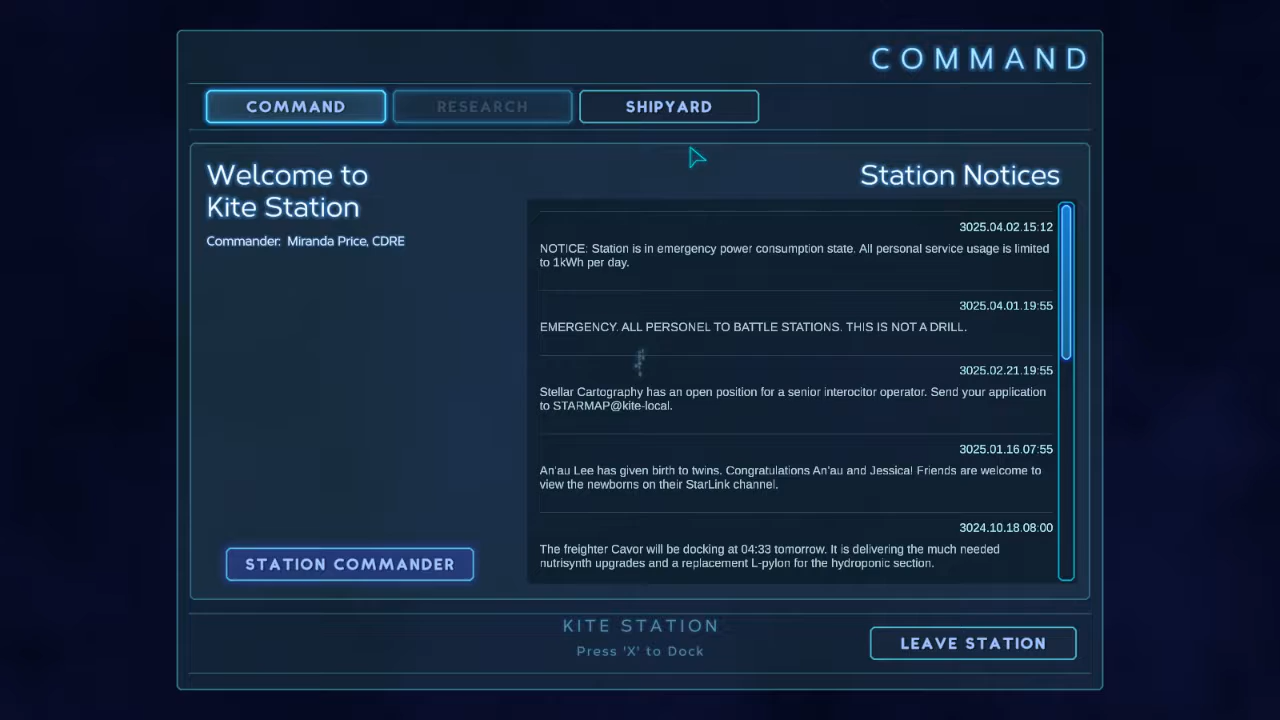 COMMAND
COMMAND
RESEARCH
SHIPYARD
Welcome to
Kite Station
Commander: Miranda Price, CDRE
STATION COMMANDER
Station Notices
3025.04.02.15:12
NOTICE: Station is in emergency power consumption state. All personal service usage is limited
to 1kWh per day.
3025.04.01.19:55
EMERGENCY. ALL PERSONEL TO BATTLE STATIONS. THIS IS NOT A DRILL.
3025.02.21.19:55
Stellar Cartography has an open position for a senior interocitor operator. Send your application
to STARMAP@kite-local.
3025.01.16.07:55
An'au Lee has given birth to twins. Congratulations An'au and Jessica! Friends are welcome to
view the newborns on their StarLink channel.
3024.10.18.08:00
The freighter Cavor will be docking at 04:33 tomorrow. It is delivering the much needed
nutrisynth upgrades and a replacement L-pylon for the hydroponic section.
KITE STATION
Press 'X' to Dock
LEAVE STATION